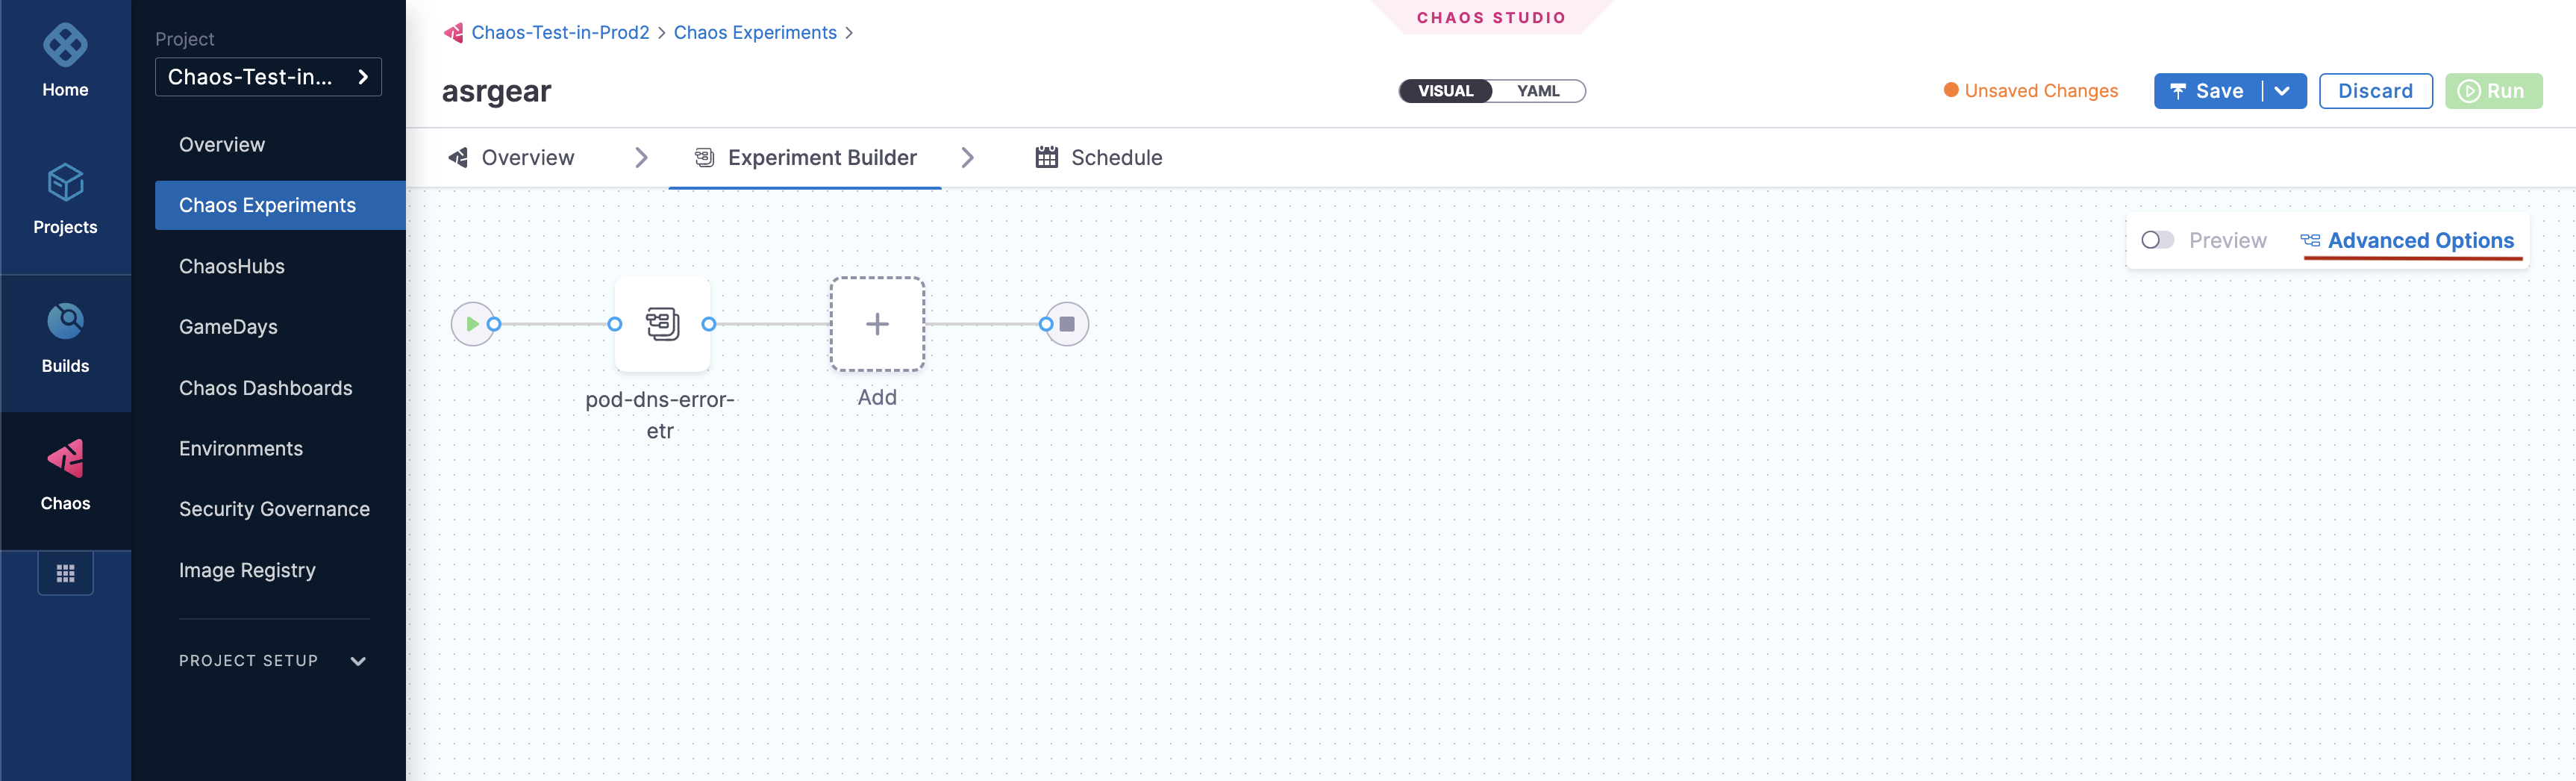 Home
Projects
Builds
Chaos
Project
Chaos-Test-in...
Overview
Chaos Experiments
ChaosHubs
GameDays
Chaos Dashboards
Environments
Security Governance
Image Registry
PROJECT SETUP
CHAOS STUDIO
Chaos-Test-in-Prod2 > Chaos Experiments >
asrgear
VISUAL YAML
Unsaved Changes
Save
Discard
Run
Overview
Experiment Builder
Schedule
Preview
Advanced Options
pod-dns-error-
etr
Add